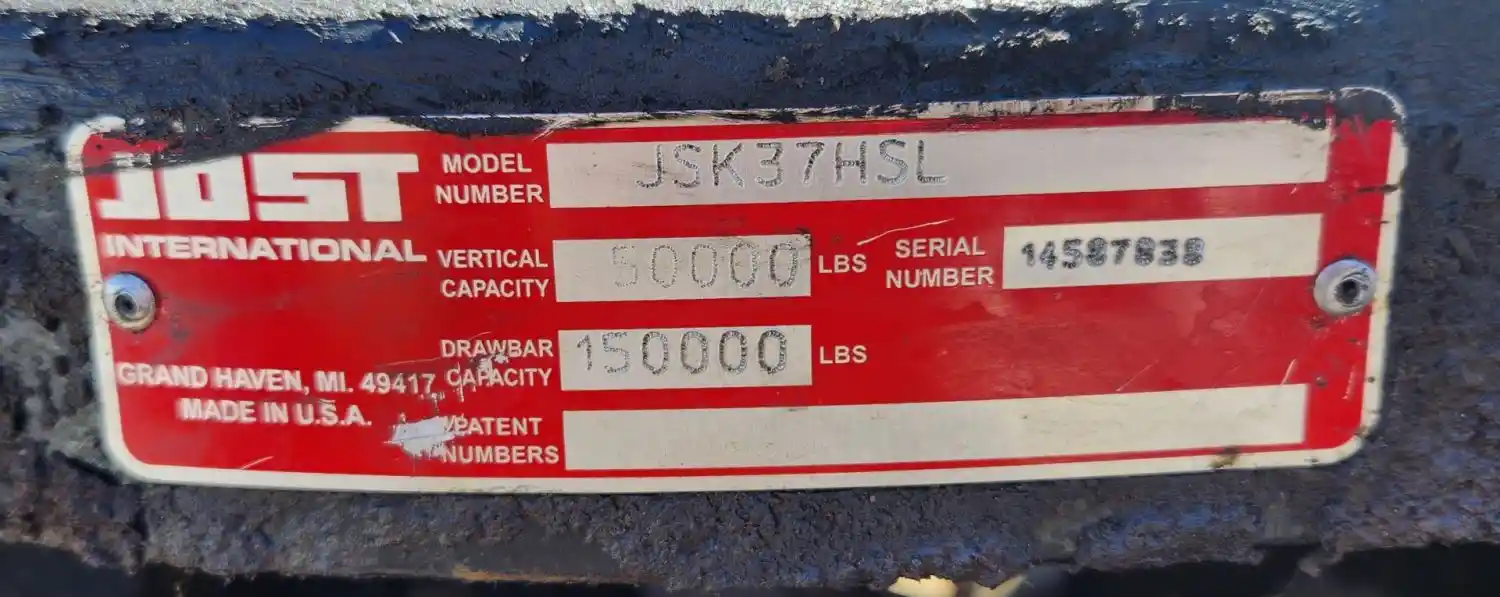 JOST
INTERNATIONAL
GRAND HAVEN, MI. 49417
MADE IN U.S.A.
MODEL
NUMBER
JSK37HSL
VERTICAL
CAPACITY
50000
LBS
SERIAL
NUMBER
14587838
DRAWBAR
CAPACITY
150000
LBS
PATENT
NUMBERS